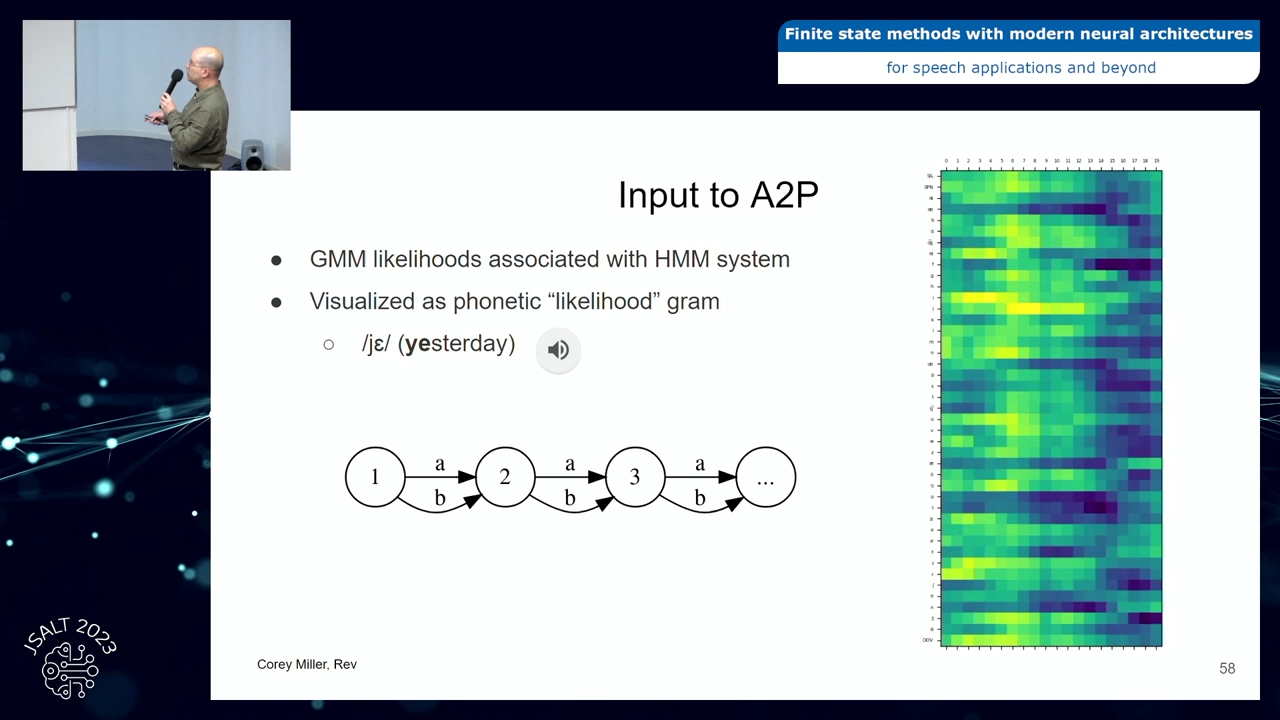 Finite state methods with modern neural architectures
for speech applications and beyond
Input to A2P
● GMM likelihoods associated with HMM system
● Visualized as phonetic “likelihood” gram
○ /jɛ/ (yesterday)
1 a b 2 a b 3 a b ...
0 1 2 3 4 5 6 7 8 9 10 11 12 13 14 15 16 17 18 19
SIL
SPN
OOV
JSALT 2023
Corey Miller, Rev
58